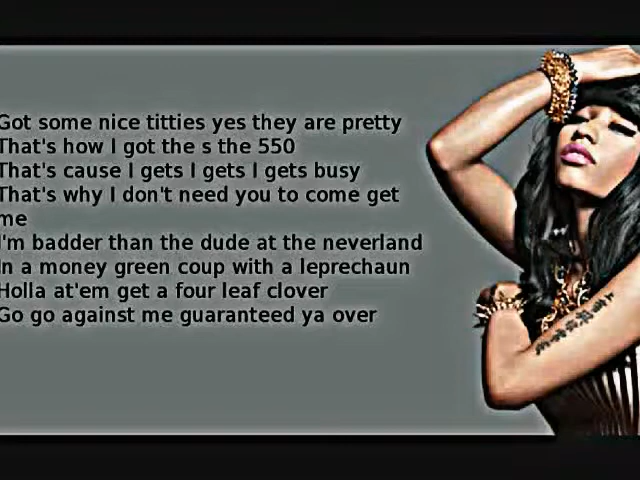 Got some nice titties yes they are pretty
That's how I got the s the 550
That's cause I gets I gets I gets busy
That's why I don't need you to come get
me
I'm badder than the dude at the neverland
In a money green coup with a leprechaun
Holla at'em get a four leaf clover
Go go against me guaranteed ya over